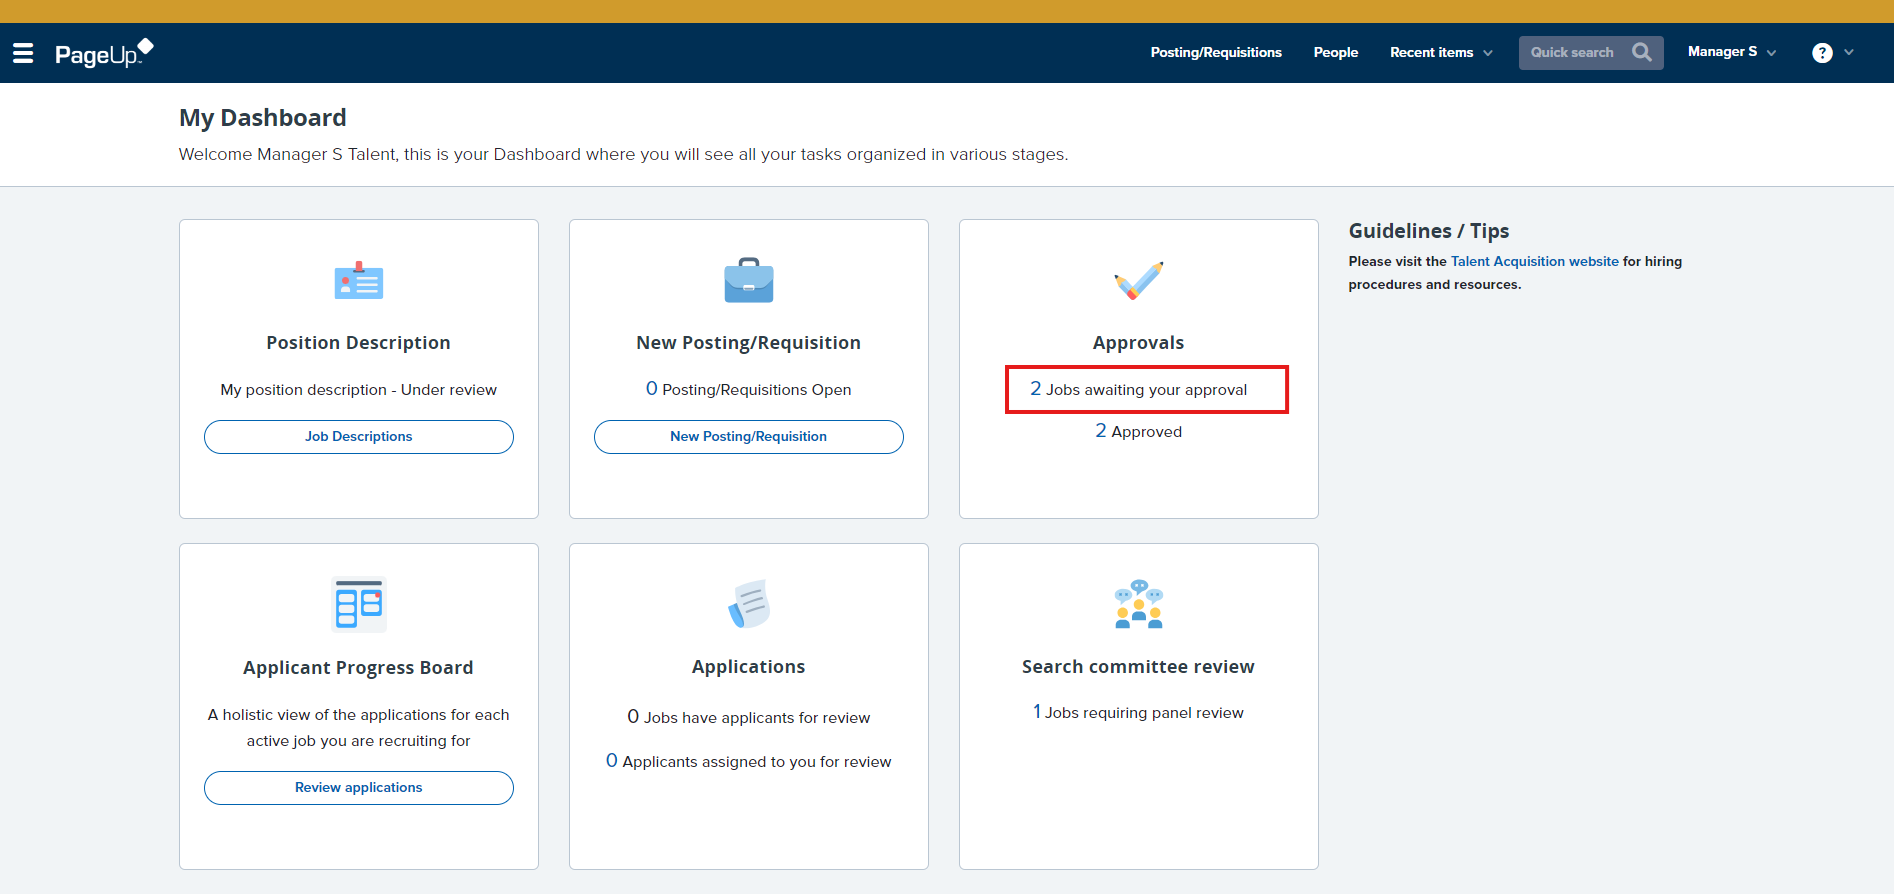 PageUp
Posting/Requisitions
People
Recent items
Quick search
Manager S
?
My Dashboard
Welcome Manager S Talent, this is your Dashboard where you will see all your tasks organized in various stages.
Position Description
My position description - Under review
Job Descriptions
New Posting/Requisition
0 Posting/Requisitions Open
New Posting/Requisition
Approvals
2 Jobs awaiting your approval
2 Approved
Guidelines / Tips
Please visit the Talent Acquisition website for hiring
procedures and resources.
Applicant Progress Board
A holistic view of the applications for each
active job you are recruiting for
Review applications
Applications
0 Jobs have applicants for review
0 Applicants assigned to you for review
Search committee review
1 Jobs requiring panel review